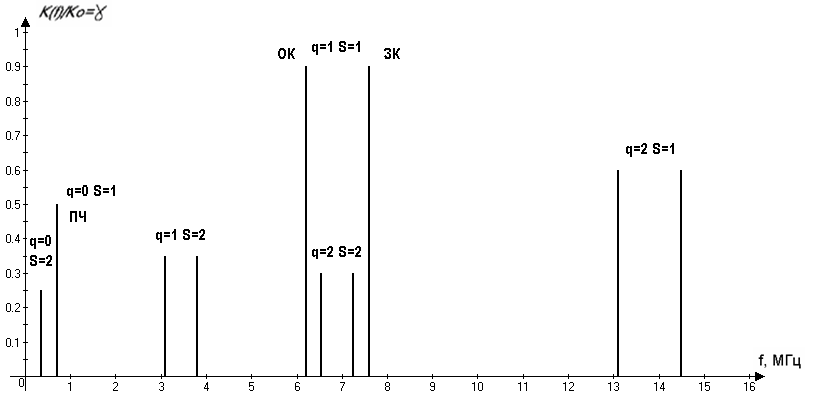 K(f)/Ko=γ
1
ОК
q=1 S=1
ЗК
0.9
0.8
0.7
q=2 S=1
0.6
q=0 S=1
0.5
ПЧ
q=1 S=2
0.4
q=0
S=2
q=2 S=2
0.3
0.2
0.1
f, МГц
0 1 2 3 4 5 6 7 8 9 10 11 12 13 14 15 16